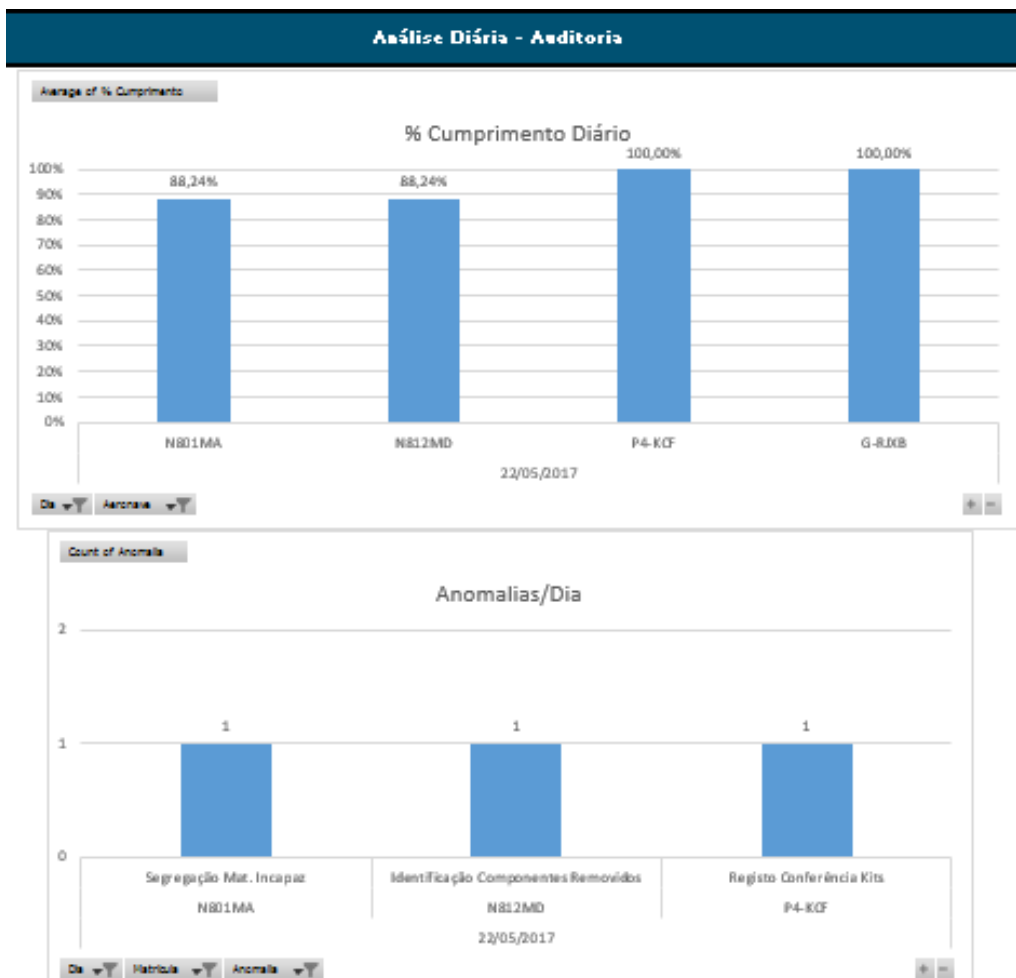 Análise Diária - Auditoria
Average of % Cumprimento
% Cumprimento Diário
100,00% 100,00%
88,24% 88,24%
100%
90%
80%
70%
60%
50%
40%
30%
20%
10%
0%
N801MA N812MD P4-KCF G-RJXB
22/05/2017
Dia Aeronave + -
Count of Anomalia
Anomalias/Dia
2
1 1 1
1
0
Segregação Mat. Incapaz Identificação Componentes Removidos Registo Conferência Kits
N801MA N812MD P4-KCF
22/05/2017
Dia Matrícula Anomalia + -